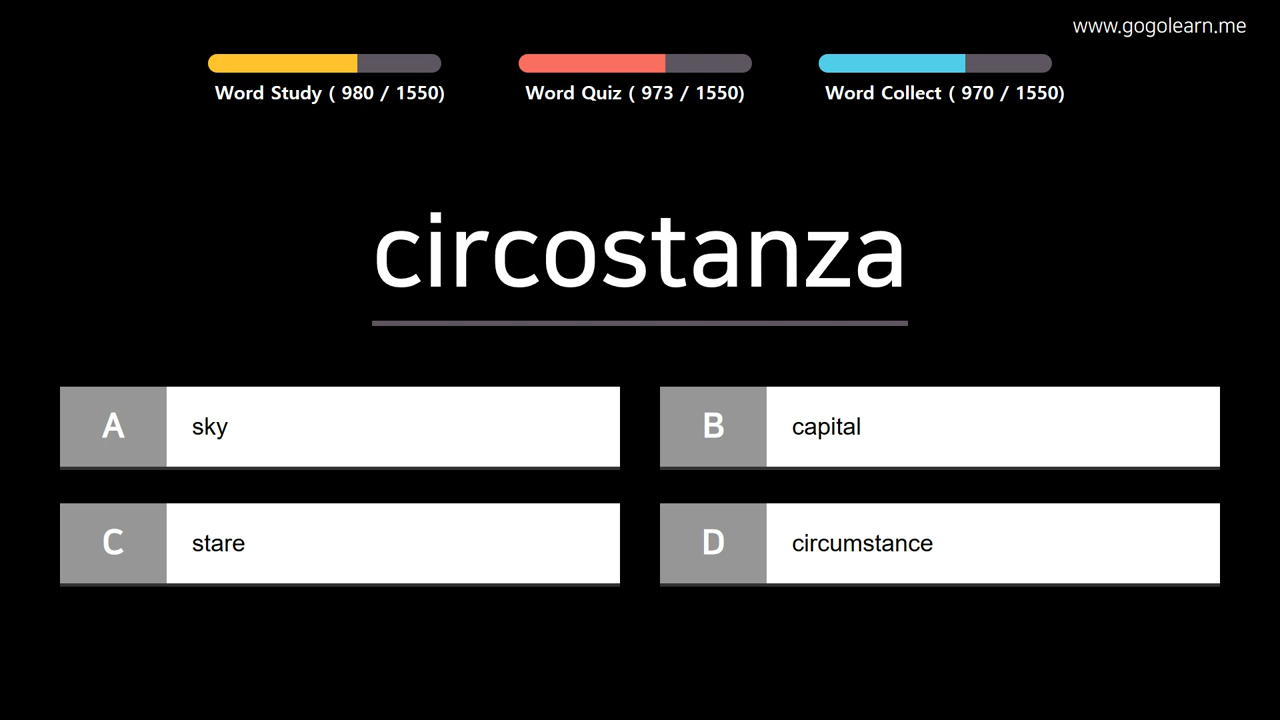 www.gogolearn.me
Word Study ( 980 / 1550)
Word Quiz ( 973 / 1550)
Word Collect ( 970 / 1550)
circostanza
A sky
B capital
C stare
D circumstance